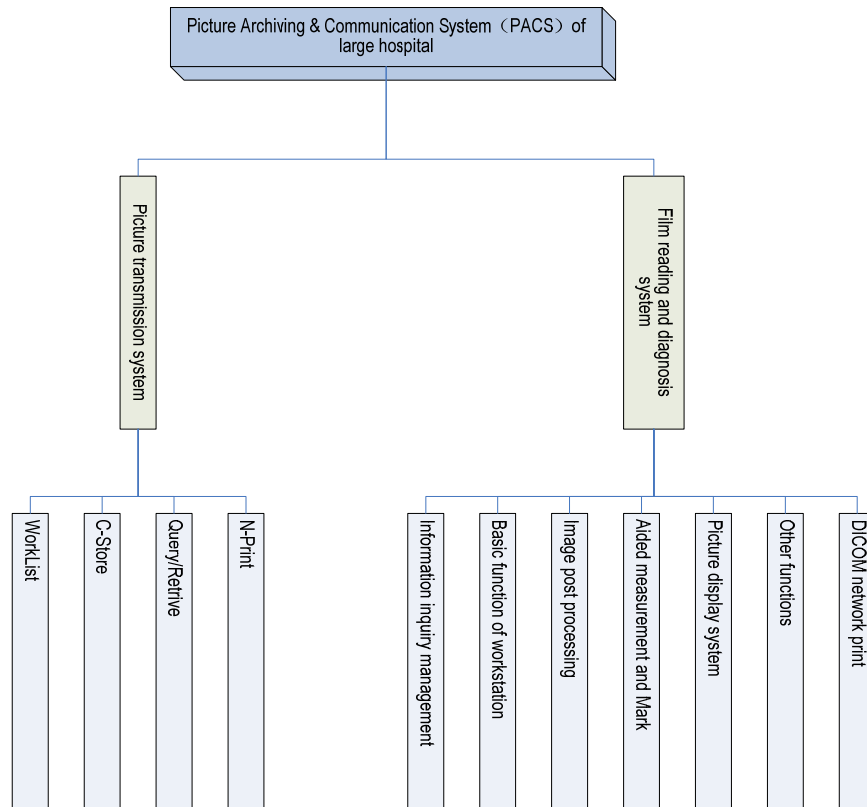 Picture Archiving & Communication System（PACS）of
large hospital
Picture transmission system
Film reading and diagnosis
system
WorkList
C-Store
Query/Retrive
N-Print
Information inquiry management
Basic function of workstation
Image post processing
Aided measurement and Mark
Picture display system
Other functions
DICOM network print